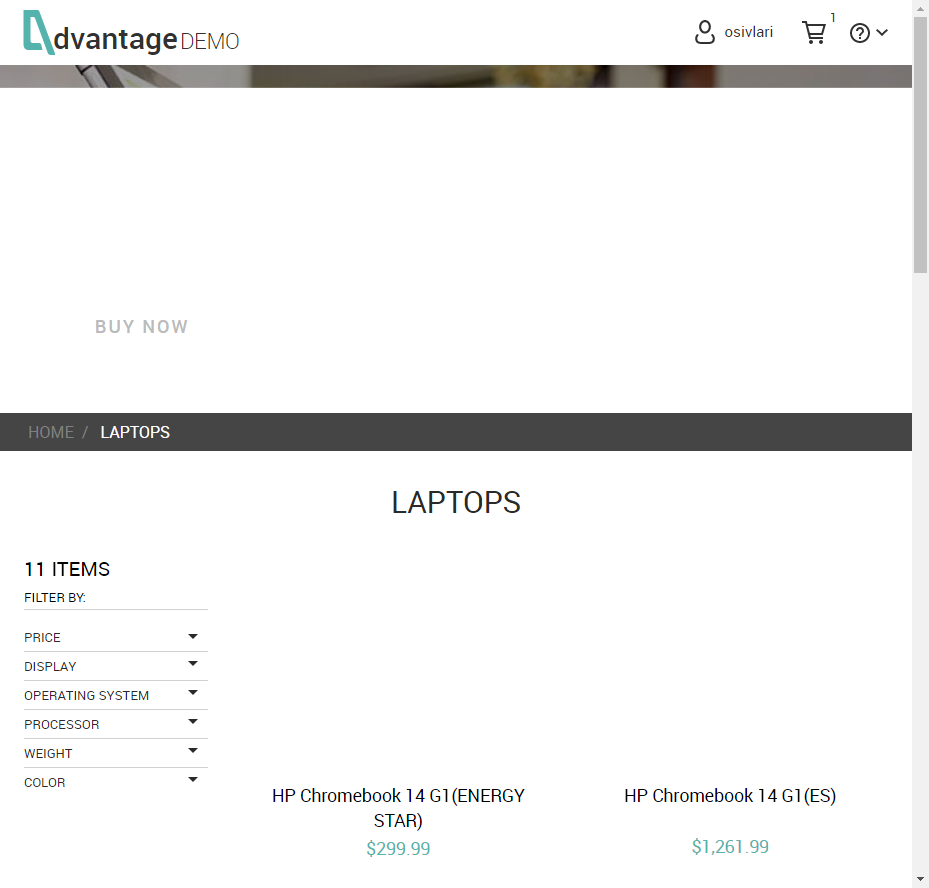 dvantage DEMO
osivlari
1
?
BUY NOW
HOME / LAPTOPS
LAPTOPS
11 ITEMS
FILTER BY:
PRICE
DISPLAY
OPERATING SYSTEM
PROCESSOR
WEIGHT
COLOR
HP Chromebook 14 G1(ENERGY
STAR)
$299.99
HP Chromebook 14 G1(ES)
$1,261.99